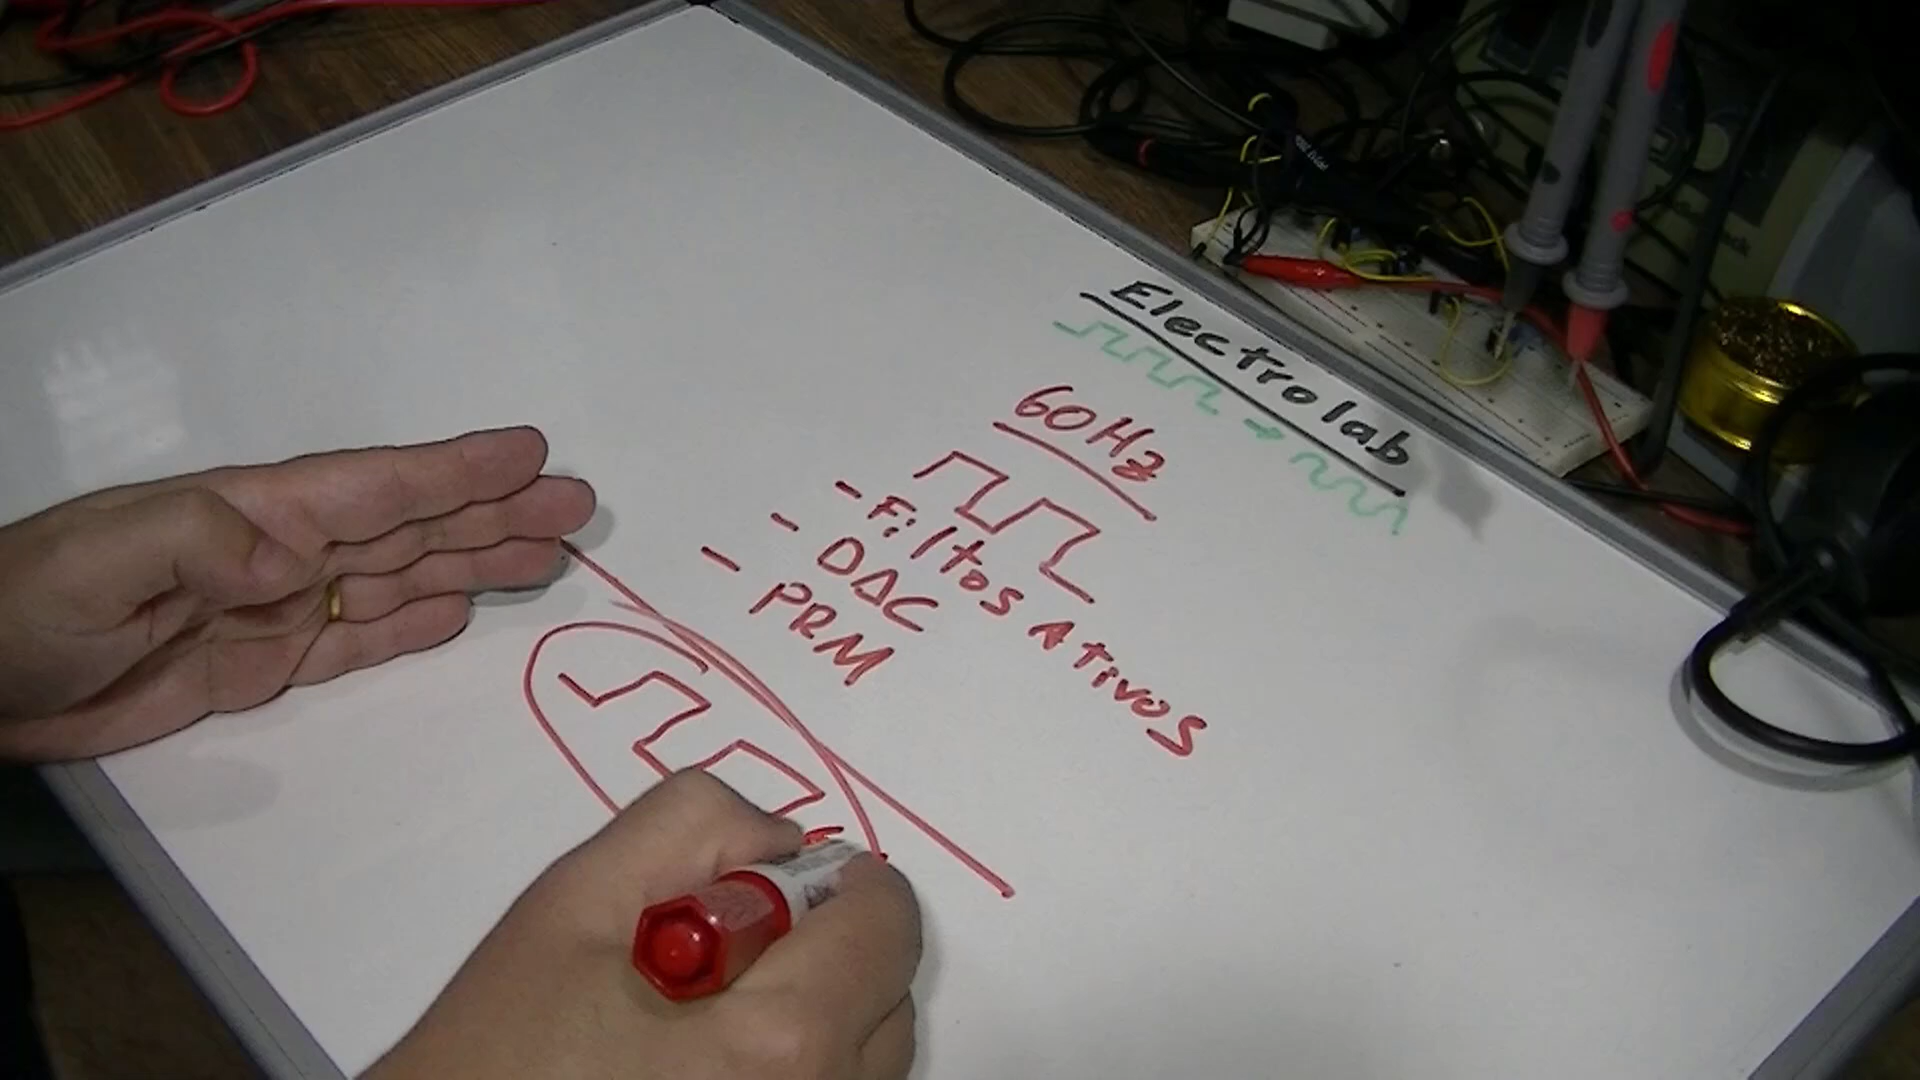 Electrolab
60Hz
- Filtos Ativos
- DAC
- PRM